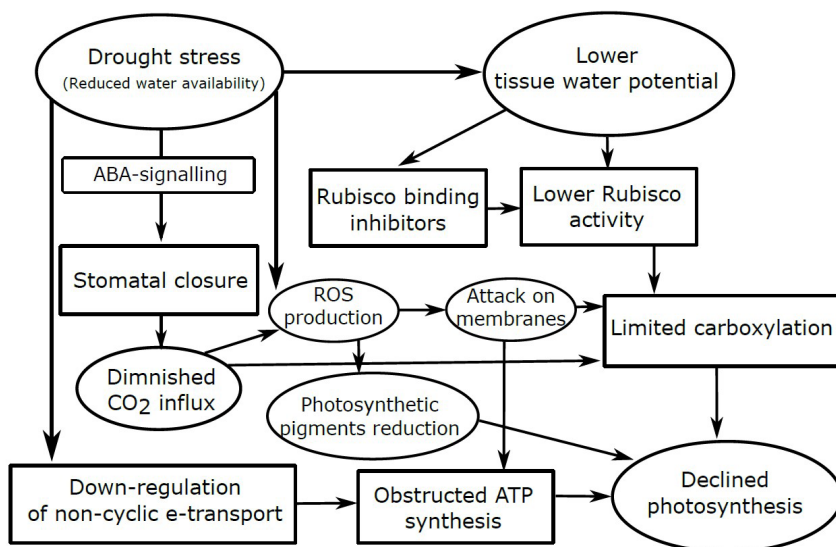 Drought stress
(Reduced water availability)
Lower
tissue water potential
ABA-signalling
Rubisco binding
inhibitors
Lower Rubisco
activity
Stomatal closure
ROS
production
Attack on
membranes
Limited carboxylation
Dimnished
CO2 influx
Photosynthetic
pigments reduction
Down-regulation
of non-cyclic e-transport
Obstructed ATP
synthesis
Declined
photosynthesis